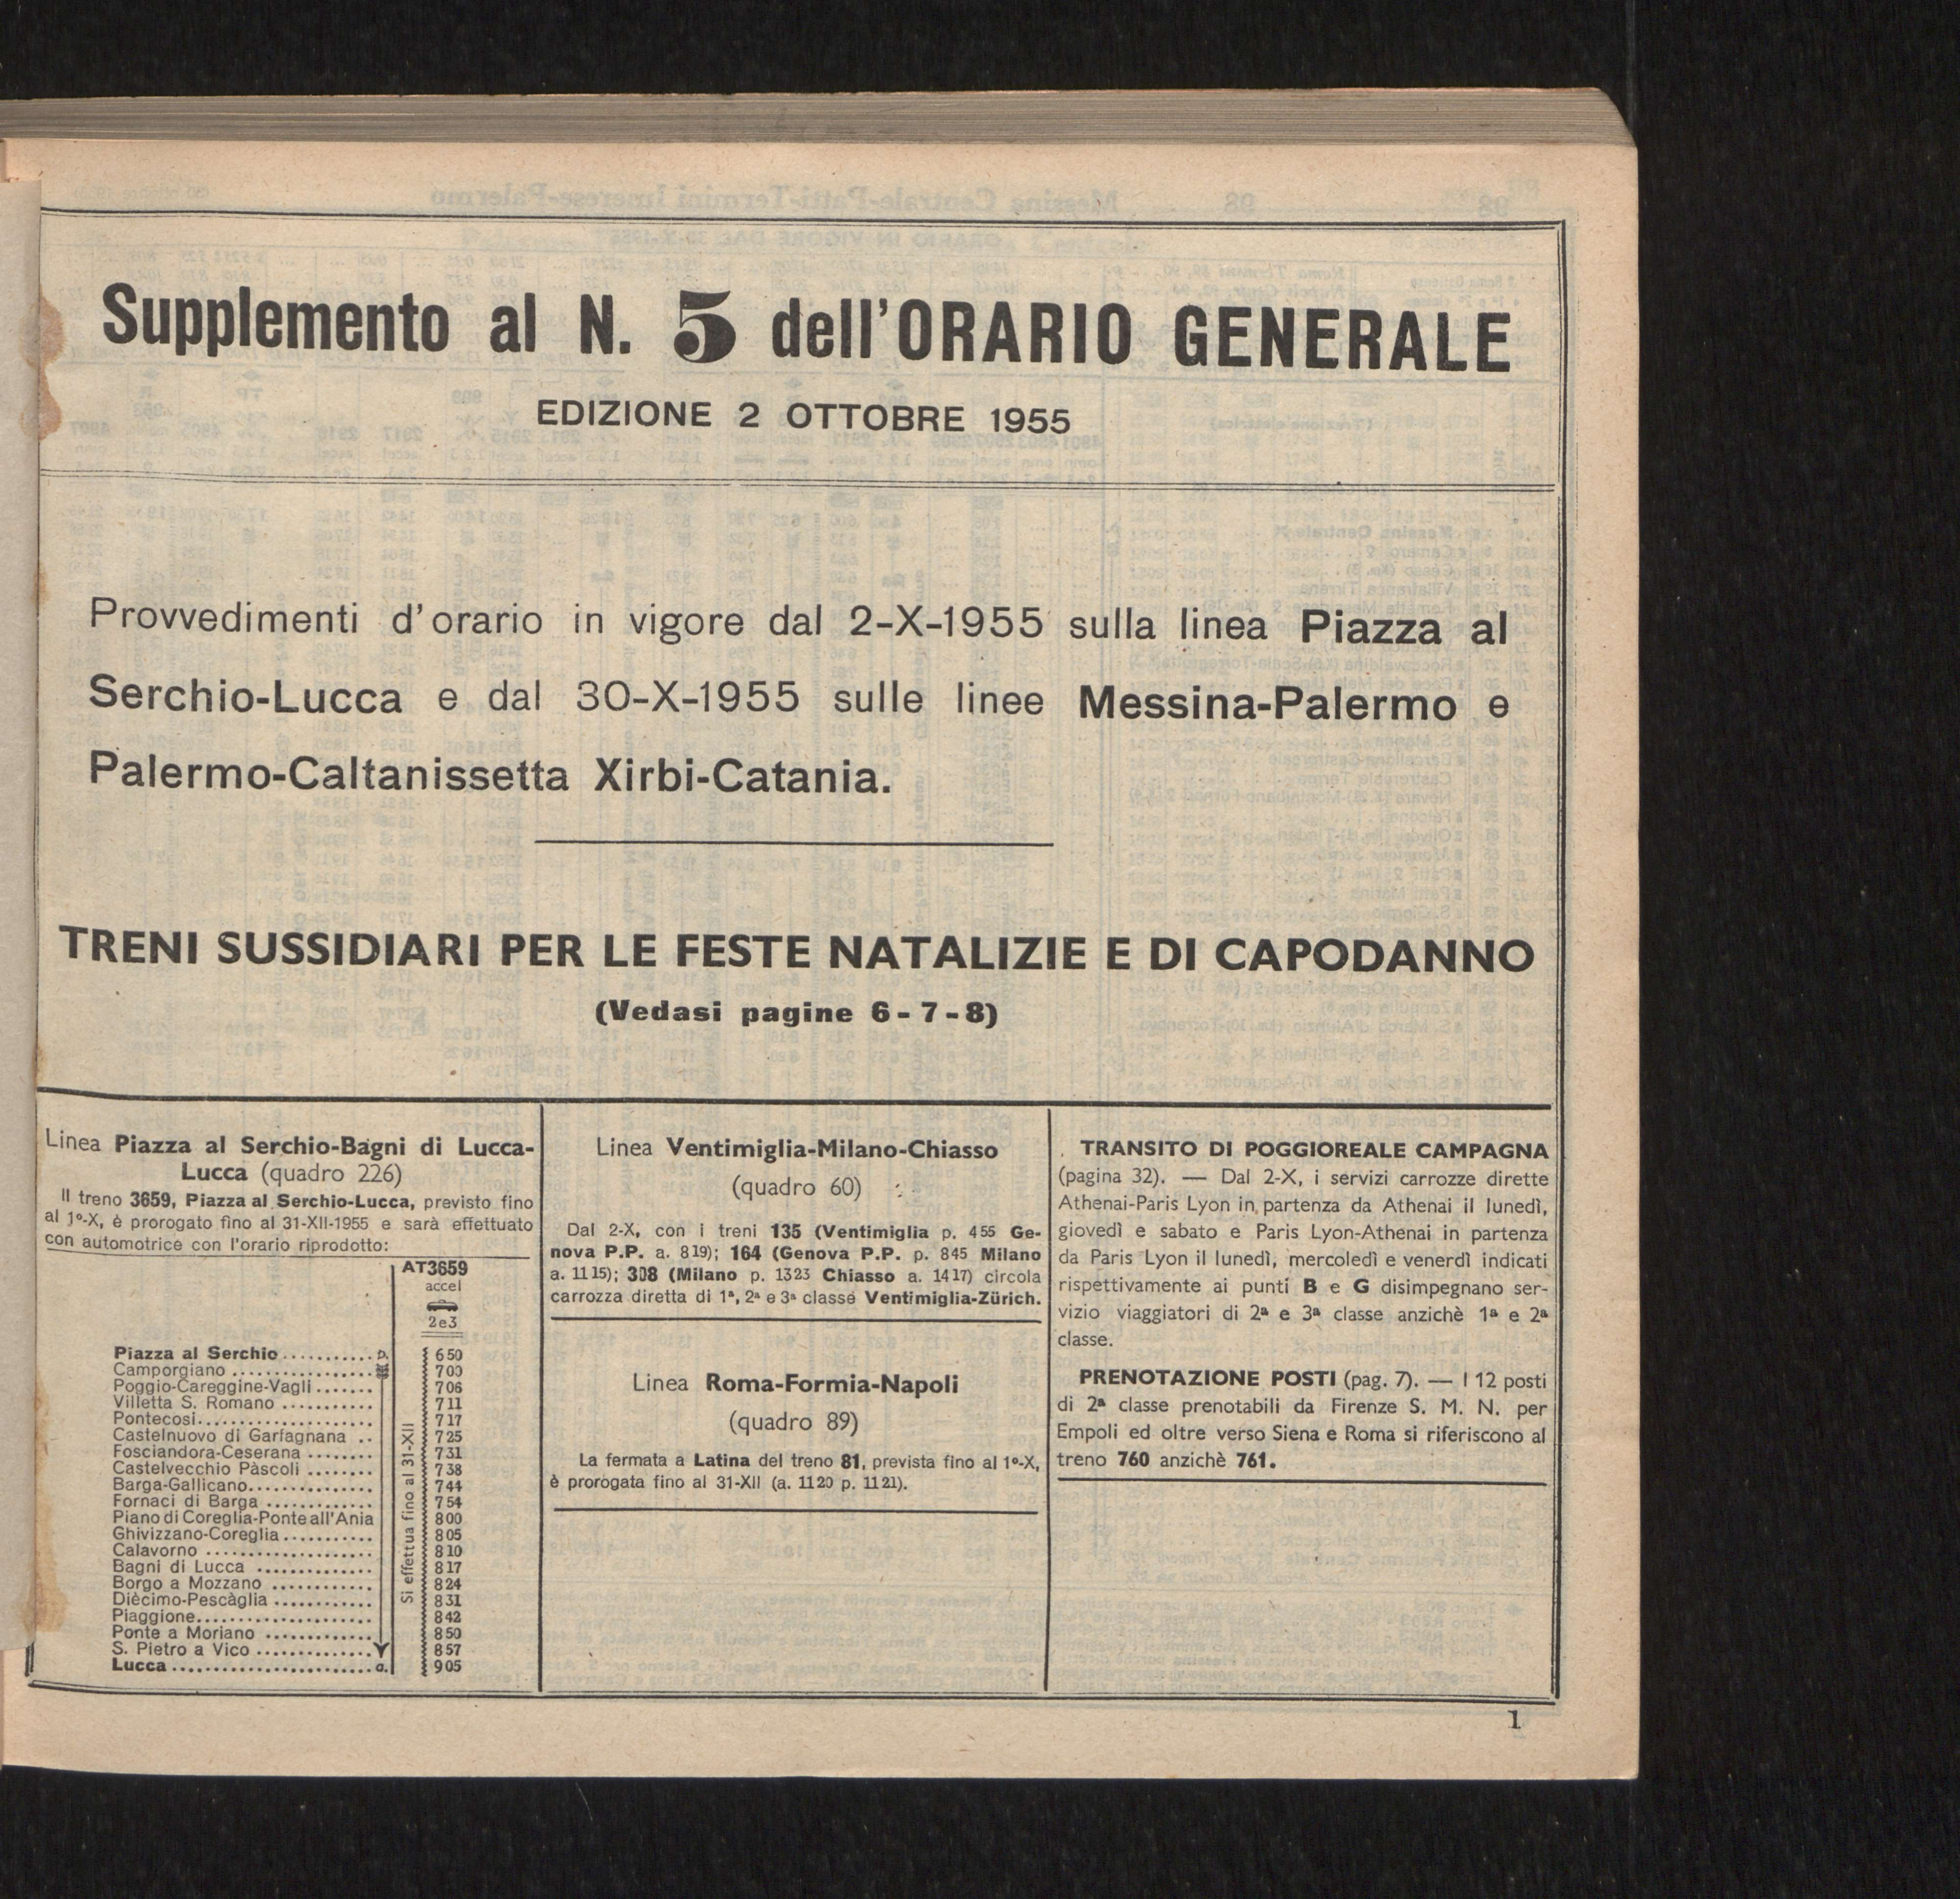 Supplemento al N. 5 dell'ORARIO GENERALE
EDIZIONE 2 OTTOBRE 1955
Provvedimenti d'orario in vigore dal 2-X-1955 sulla linea Piazza al
Serchio-Lucca e dal 30-X-1955 sulle linee Messina-Palermo e
Palermo-Caltanissetta Xirbi-Catania.
TRENI SUSSIDIARI PER LE FESTE NATALIZIE E DI CAPODANNO
(Vedasi pagine 6-7-8)
Linea Piazza al Serchio-Bagni di Lucca-
Lucca (quadro 226)
Il treno 3659, Piazza al Serchio-Lucca, previsto fino
al 1º-X, è prorogato fino al 31-XII-1955 e sarà effettuato
con automotrice con l'orario riprodotto:
AT3659
accel
2e3
Piazza al Serchio ........... p. 650
Camporgiano ................. 700
Poggio-Careggine-Vagli ....... 706
Villetta S. Romano ........... 711
Pontecosi..................... 717
Castelnuovo di Garfagnana .. 725
Fosciandora-Ceserana ........ 731
Castelvecchio Pàscoli ........ 738
Barga-Gallicano............... 744
Fornaci di Barga ............. 754
Piano di Coreglia-Ponte all'Ania 800
Ghivizzano-Coreglia ........... 805
Calavorno .................... 810
Bagni di Lucca .............. 817
Borgo a Mozzano ............ 824
Diècimo-Pescàglia ............ 831
Piaggione..................... 842
Ponte a Moriano ............. 850
S. Pietro a Vico .............. 857
Lucca ........................ a. 905
Si effettua fino al 31-XII
Linea Ventimiglia-Milano-Chiasso
(quadro 60)
Dal 2-X, con i treni 135 (Ventimiglia p. 455 Ge-
nova P.P. a. 819); 164 (Genova P.P. p. 845 Milano
a. 1115); 308 (Milano p. 1323 Chiasso a. 1417) circola
carrozza diretta di 1ª, 2ª e 3ª classe Ventimiglia-Zürich.
Linea Roma-Formia-Napoli
(quadro 89)
La fermata a Latina del treno 81, prevista fino al 1º-X,
è prorogata fino al 31-XII (a. 1120 p. 1121).
TRANSITO DI POGGIOREALE CAMPAGNA
(pagina 32). — Dal 2-X, i servizi carrozze dirette
Athenai-Paris Lyon in partenza da Athenai il lunedì,
giovedì e sabato e Paris Lyon-Athenai in partenza
da Paris Lyon il lunedì, mercoledì e venerdì indicati
rispettivamente ai punti B e G disimpegnano ser-
vizio viaggiatori di 2ª e 3ª classe anzichè 1ª e 2ª
classe.
PRENOTAZIONE POSTI (pag. 7). — I 12 posti
di 2ª classe prenotabili da Firenze S. M. N. per
Empoli ed oltre verso Siena e Roma si riferiscono al
treno 760 anzichè 761.
1